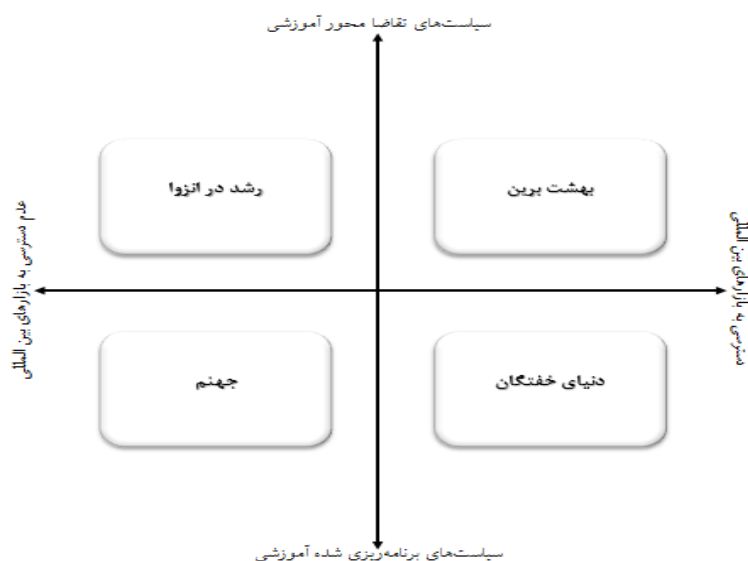 سیاست‌های تقاضا محور آموزشی
بهشت برین
رشد در انزوا
دسترسی به بازارهای بین المللی
عدم دسترسی به بازارهای بین المللی
دنیای خفتگان
جهنم
سیاست‌های برنامه‌ریزی شده آموزشی